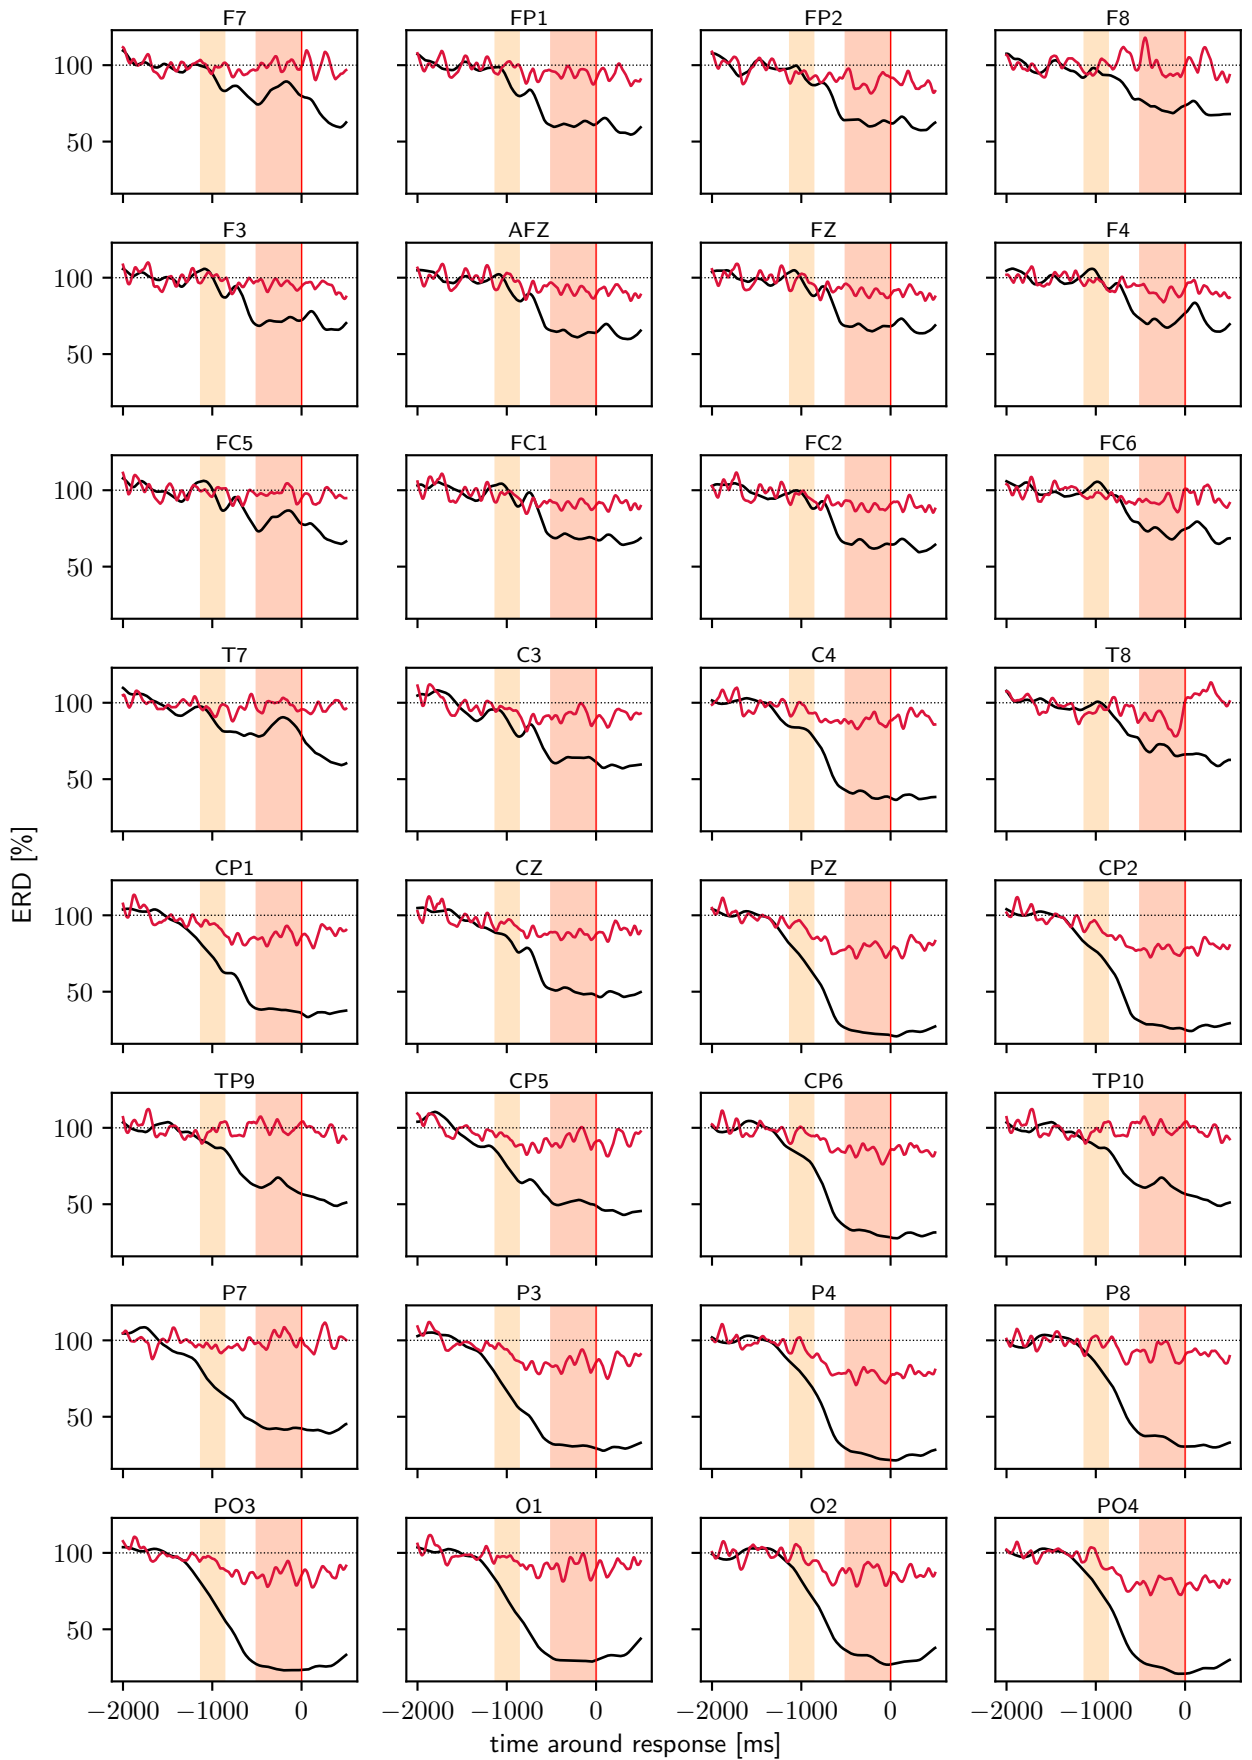 F7 FP1 FP2 F8
100
50
F3 AFZ FZ F4
100
50
FC5 FC1 FC2 FC6
100
50
T7 C3 C4 T8
100
50
CP1 CZ PZ CP2
100
50
TP9 CP5 CP6 TP10
100
50
P7 P3 P4 P8
100
50
PO3 O1 O2 PO4
100
50
−2000 −1000 0 −2000 −1000 0 −2000 −1000 0 −2000 −1000 0
time around response [ms]
ERD [%]